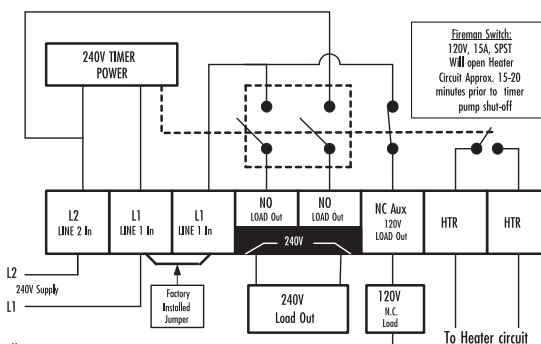 240V TIMER
POWER
Fireman Switch:
120V, 15A, SPST
Will open Heater
Circuit Approx. 15-20
minutes prior to timer
pump shut-off
L2
LINE 2 In
L1
LINE 1 In
L1
LINE 1 In
NO
LOAD Out
NO
LOAD Out
240V
NC Aux
120V
LOAD Out
HTR
HTR
L2
240V Supply
L1
Factory
Installed
Jumper
240V
Load Out
120V
N.C.
Load
To Heater circuit